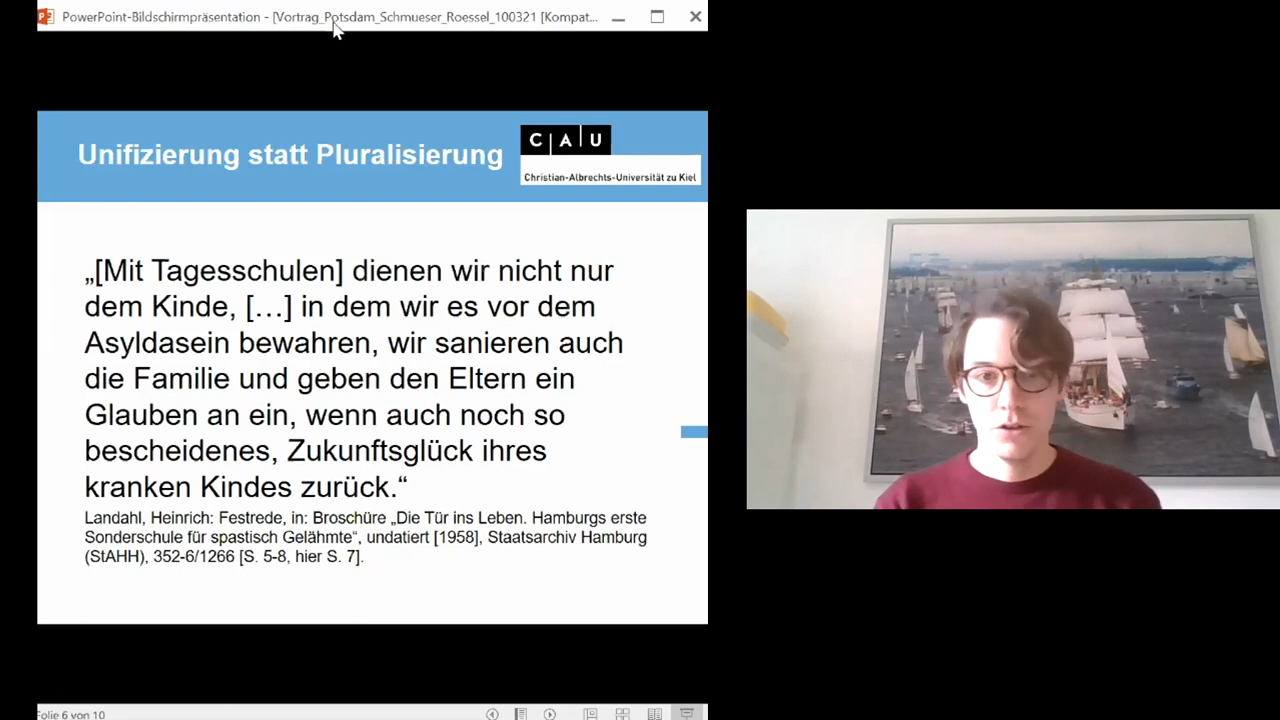 PowerPoint-Bildschirmpräsentation - [Vortrag_Potsdam_Schmueser_Roessel_100321 [Kompat...
Unifizierung statt Pluralisierung
C A U
Christian-Albrechts-Universität zu Kiel
„[Mit Tagesschulen] dienen wir nicht nur
dem Kinde, […] in dem wir es vor dem
Asyldasein bewahren, wir sanieren auch
die Familie und geben den Eltern ein
Glauben an ein, wenn auch noch so
bescheidenes, Zukunftsglück ihres
kranken Kindes zurück.“
Landahl, Heinrich: Festrede, in: Broschüre „Die Tür ins Leben. Hamburgs erste
Sonderschule für spastisch Gelähmte“, undatiert [1958], Staatsarchiv Hamburg
(StAHH), 352-6/1266 [S. 5-8, hier S. 7].
Folie 6 von 10